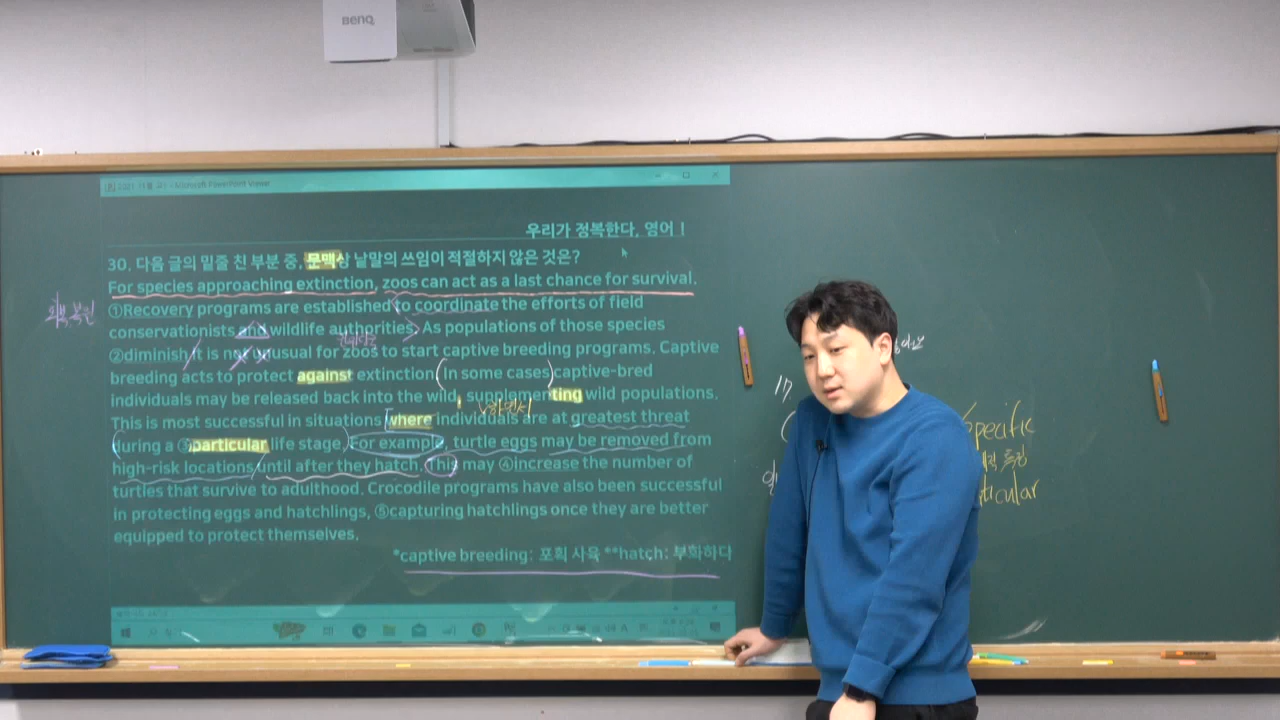 BenQ
Microsoft PowerPoint Viewer
우리가 정복한다, 영어 !
30. 다음 글의 밑줄 친 부분 중, 문맥상 낱말의 쓰임이 적절하지 않은 것은?
For species approaching extinction, zoos can act as a last chance for survival.
회복, 복원
①Recovery programs are established to coordinate the efforts of field
conservationists and wildlife authorities. As populations of those species
②diminish it is not unusual for zoos to start captive breeding programs. Captive
breeding acts to protect against extinction. In some cases captive-bred
individuals may be released back into the wild, supplementing wild populations.
This is most successful in situations where individuals are at greatest threat
during a ③particular life stage. For example, turtle eggs may be removed from
high-risk locations until after they hatch. This may ④increase the number of
turtles that survive to adulthood. Crocodile programs have also been successful
in protecting eggs and hatchlings, ⑤capturing hatchlings once they are better
equipped to protect themselves.
*captive breeding: 포획 사육 **hatch: 부화하다
17
specific